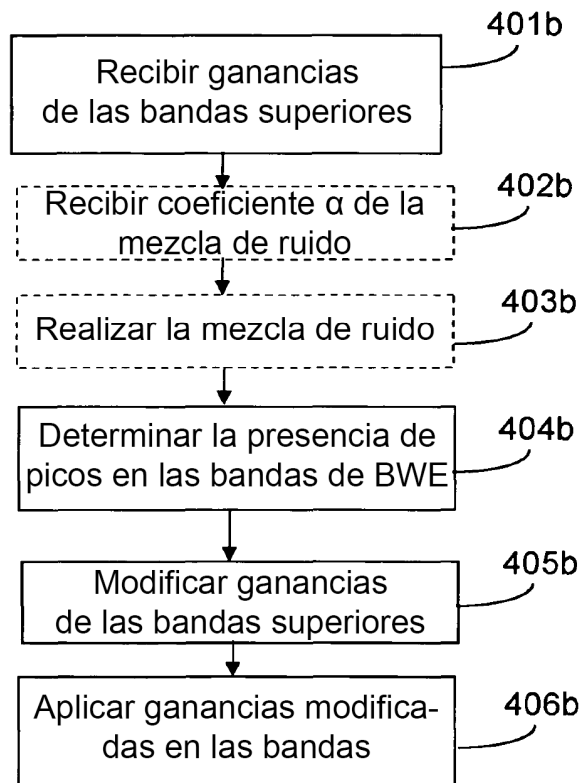 401b
Recibir ganancias
de las bandas superiores
402b
Recibir coeficiente α de la
mezcla de ruido
403b
Realizar la mezcla de ruido
404b
Determinar la presencia de
picos en las bandas de BWE
405b
Modificar ganancias
de las bandas superiores
406b
Aplicar ganancias modifica-
das en las bandas